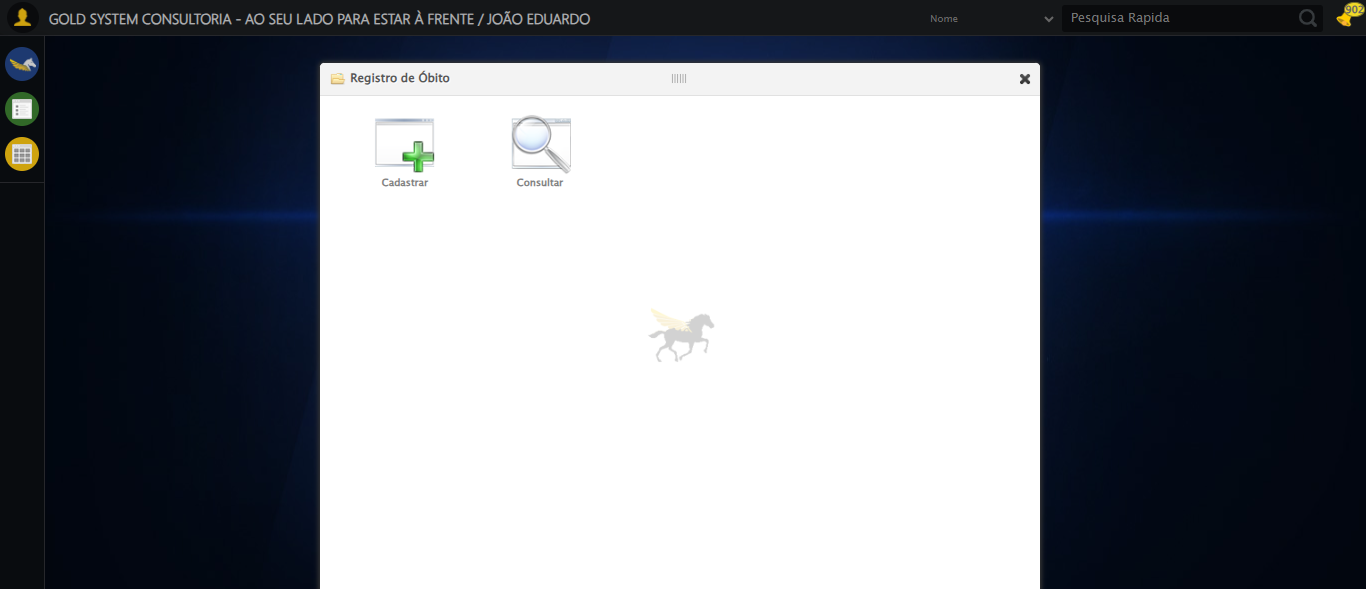 GOLD SYSTEM CONSULTORIA - AO SEU LADO PARA ESTAR À FRENTE / JOÃO EDUARDO
Nome
Pesquisa Rapida
902
Registro de Óbito
Cadastrar
Consultar